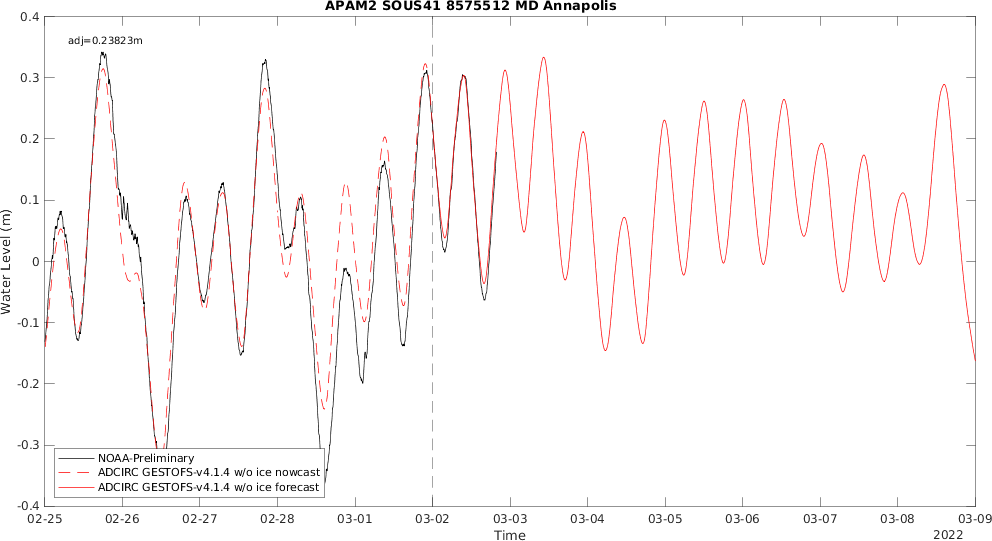 APAM2 SOUS41 8575512 MD Annapolis
adj=0.23823m
0.4
0.3
0.2
0.1
0
-0.1
-0.2
-0.3
-0.4
Water Level (m)
NOAA-Preliminary
ADCIRC GESTOFS-v4.1.4 w/o ice nowcast
ADCIRC GESTOFS-v4.1.4 w/o ice forecast
02-25 02-26 02-27 02-28 03-01 03-02 03-03 03-04 03-05 03-06 03-07 03-08 03-09
Time
2022